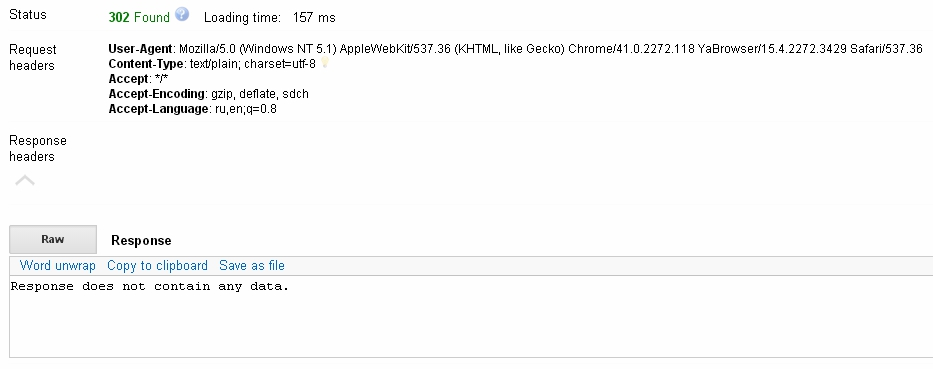 Status 302 Found Loading time: 157 ms
Request headers
User-Agent: Mozilla/5.0 (Windows NT 5.1) AppleWebKit/537.36 (KHTML, like Gecko) Chrome/41.0.2272.118 YaBrowser/15.4.2272.3429 Safari/537.36
Content-Type: text/plain; charset=utf-8
Accept: */*
Accept-Encoding: gzip, deflate, sdch
Accept-Language: ru,en;q=0.8
Response
headers
Raw Response
Word unwrap Copy to clipboard Save as file
Response does not contain any data.